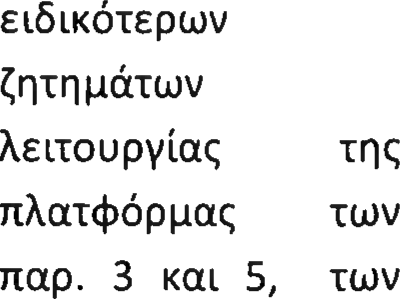 ειδικότερων
ζητημάτων
λειτουργίας της
πλατφόρμας των
παρ. 3 και 5, των